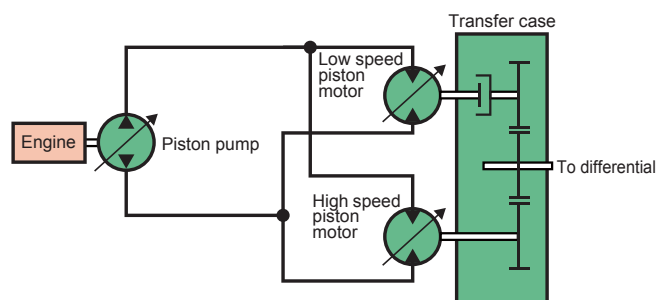 Transfer case
Low speed
piston
motor
Engine
Piston pump
To differential
High speed
piston
motor